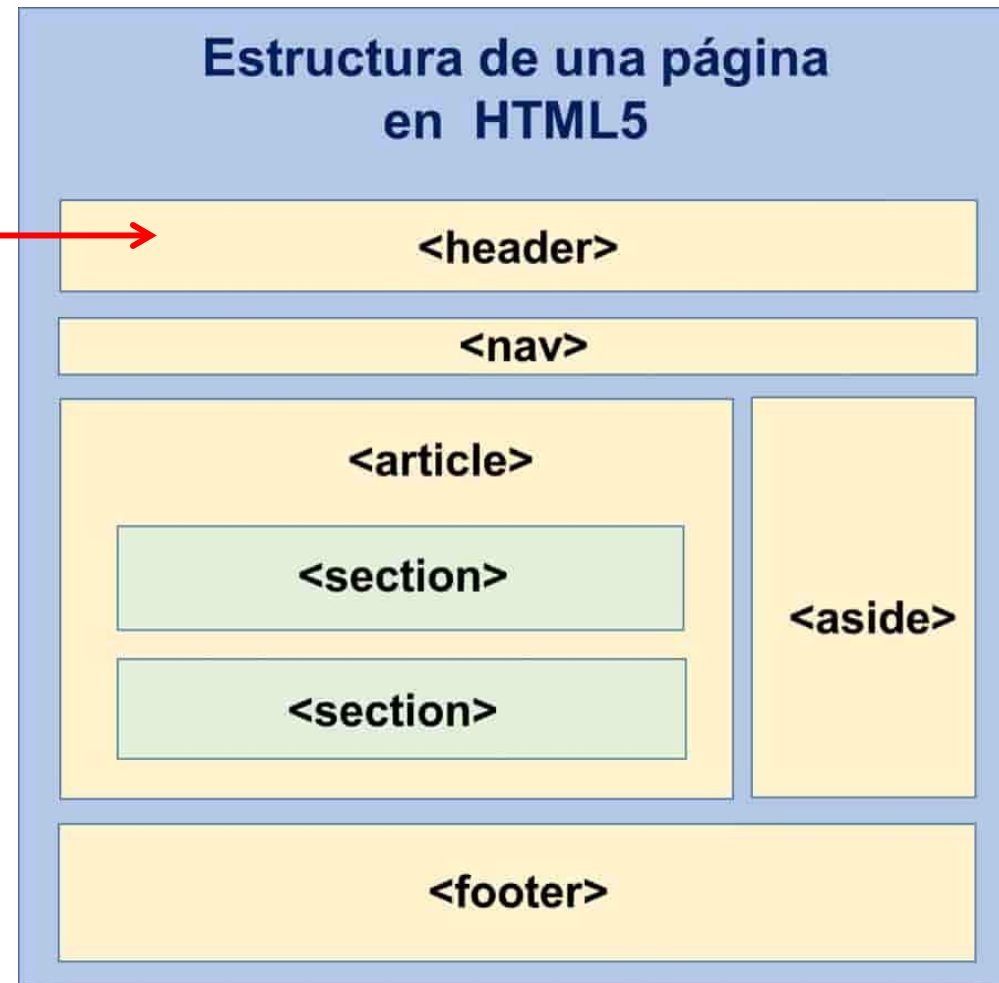 Estructura de una página
en HTML5
<header>
<nav>
<article>
<section>
<section>
<aside>
<footer>